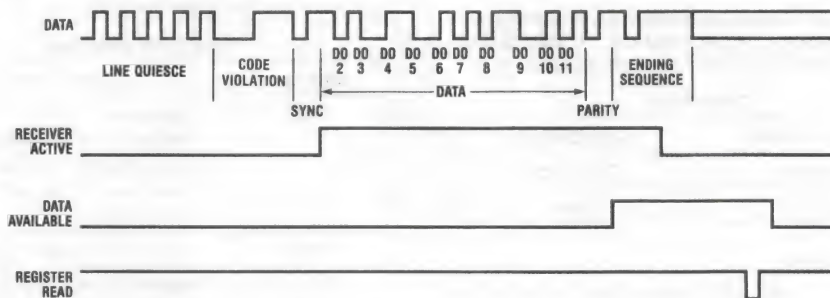 DATA
DO DO DO DO DO DO DO DO DO DO
2 3 4 5 6 7 8 9 10 11
LINE QUIESCE
CODE
VIOLATION
ENDING
SEQUENCE
DATA
SYNC
PARITY
RECEIVER
ACTIVE
DATA
AVAILABLE
REGISTER
READ